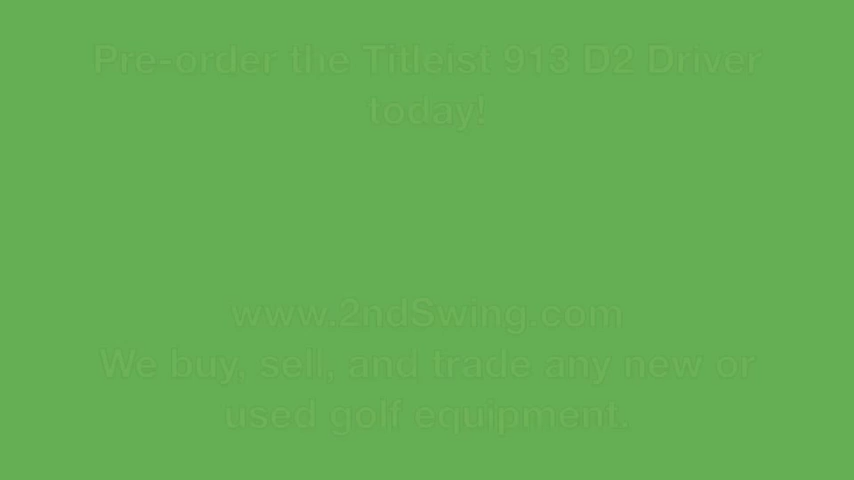 Pre-order the Titleist 913 D2 Driver
today!
www.2ndSwing.com
We buy, sell, and trade any new or
used golf equipment.